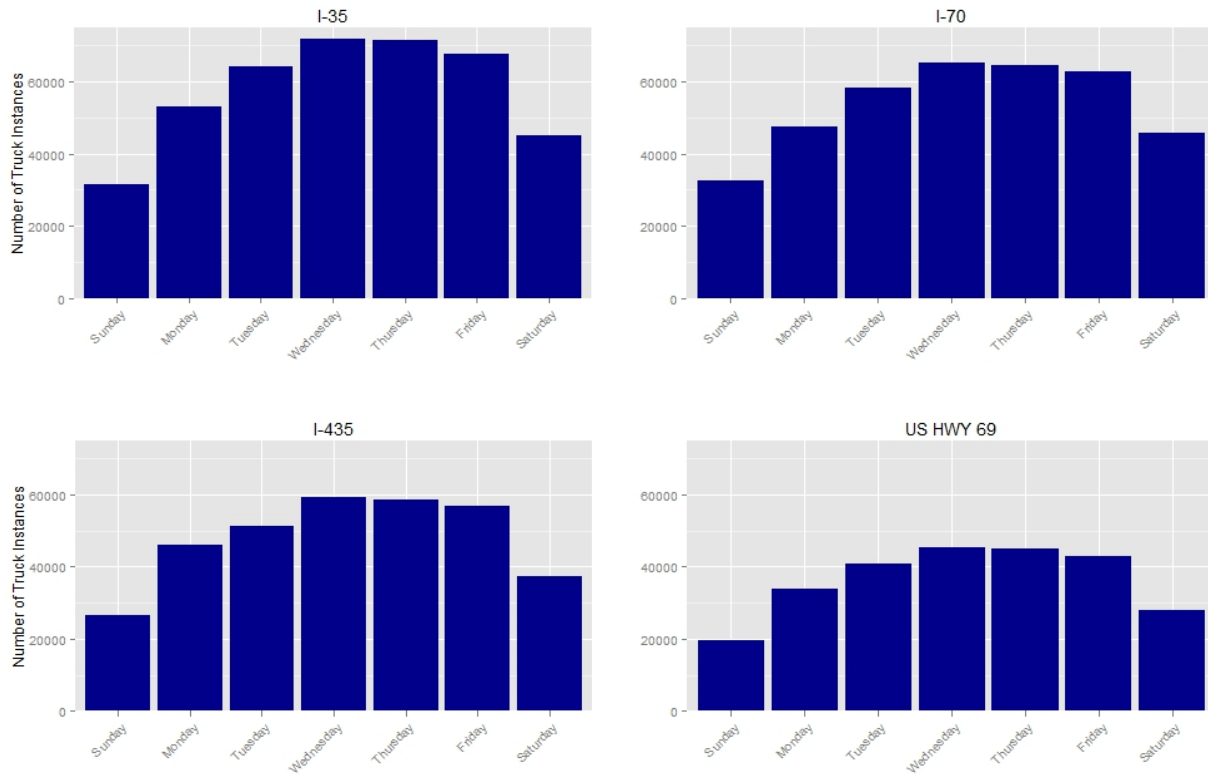 I-35
Number of Truck Instances
60000
40000
20000
0
Sunday
Monday
Tuesday
Wednesday
Thursday
Friday
Saturday
I-70
60000
40000
20000
0
Sunday
Monday
Tuesday
Wednesday
Thursday
Friday
Saturday
I-435
Number of Truck Instances
60000
40000
20000
0
Sunday
Monday
Tuesday
Wednesday
Thursday
Friday
Saturday
US HWY 69
60000
40000
20000
0
Sunday
Monday
Tuesday
Wednesday
Thursday
Friday
Saturday